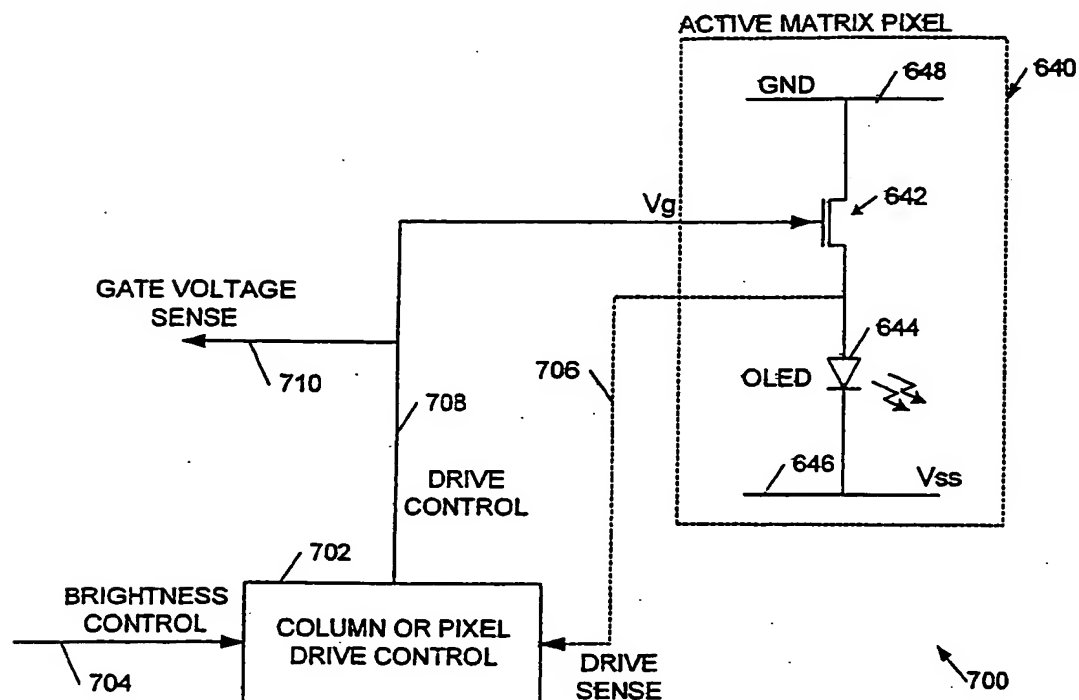 ACTIVE MATRIX PIXEL
648
640
GND
642
Vg
GATE VOLTAGE
SENSE
644
706
OLED
710
708
646
Vss
DRIVE
CONTROL
702
BRIGHTNESS
CONTROL
COLUMN OR PIXEL
DRIVE CONTROL
DRIVE
SENSE
704
700